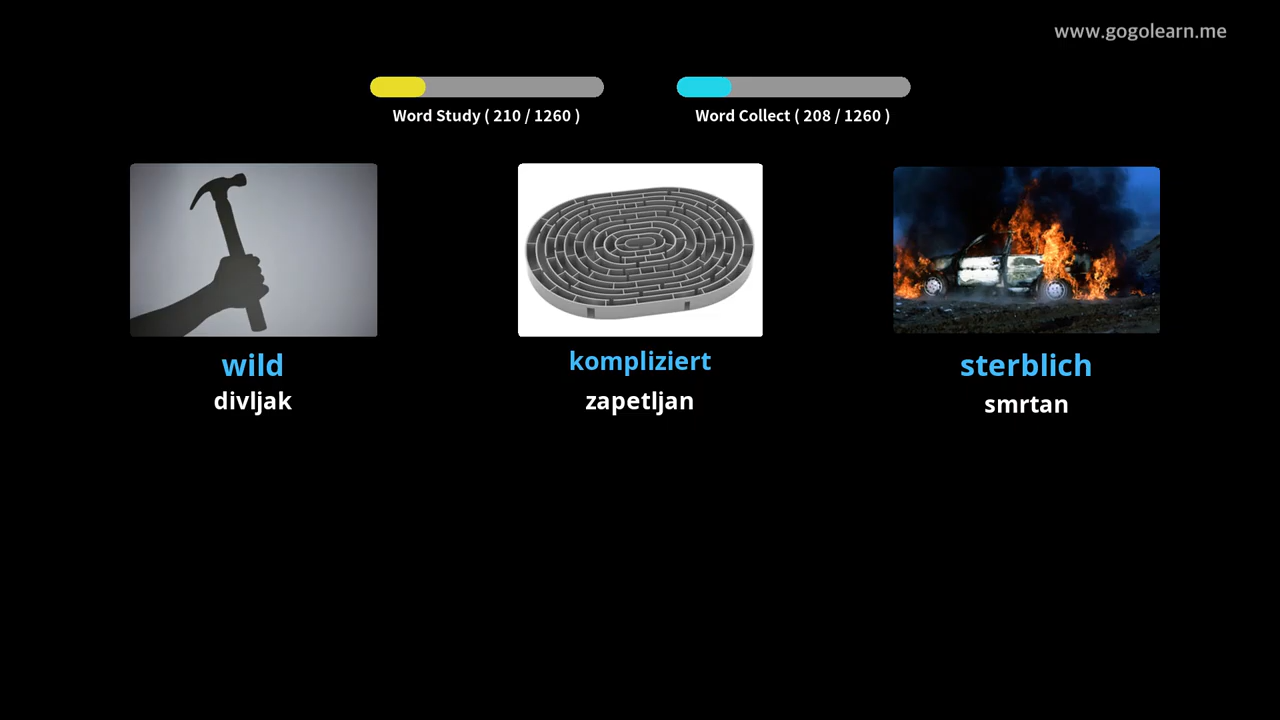 www.gogolearn.me
Word Study ( 210 / 1260 )
Word Collect ( 208 / 1260 )
wild
divljak
kompliziert
zapetljan
sterblich
smrtan